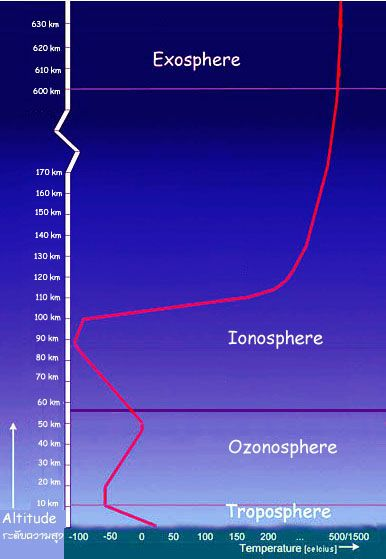 630 km
620 km
Exosphere
610 km
600 km
170 km
160 km
150 km
140 km
130 km
120 km
110 km
100 km
90 km
Ionosphere
80 km
70 km
60 km
50 km
40 km
Ozonosphere
30 km
20 km
10 km
Troposphere
Altitude
ระดับความสูง
-100 -50 0 50 100 150 200 ... 500/1500
Temperature [celcius]